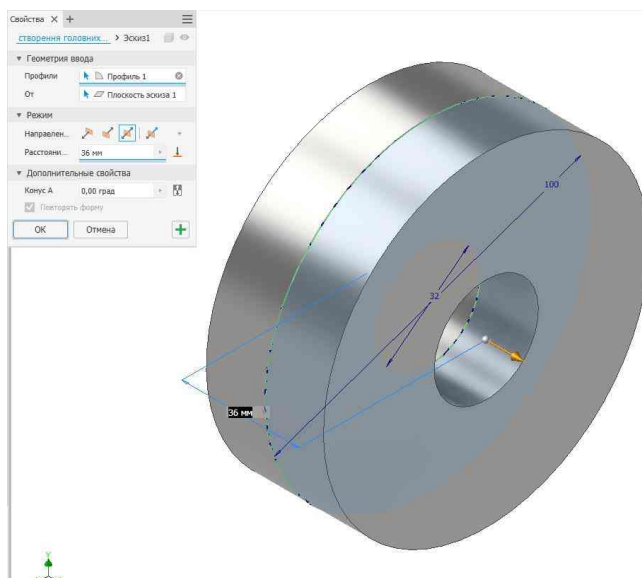 Свойства × +
створення головних... > Эскиз1
Геометрия ввода
Профили Профиль 1
От Плоскость эскиза 1
Режим
Направлен...
Расстояни... 36 мм
Дополнительные свойства
Конус A 0,00 град
Повторять форму
OK Отмена +
100
32
36 мм
Y